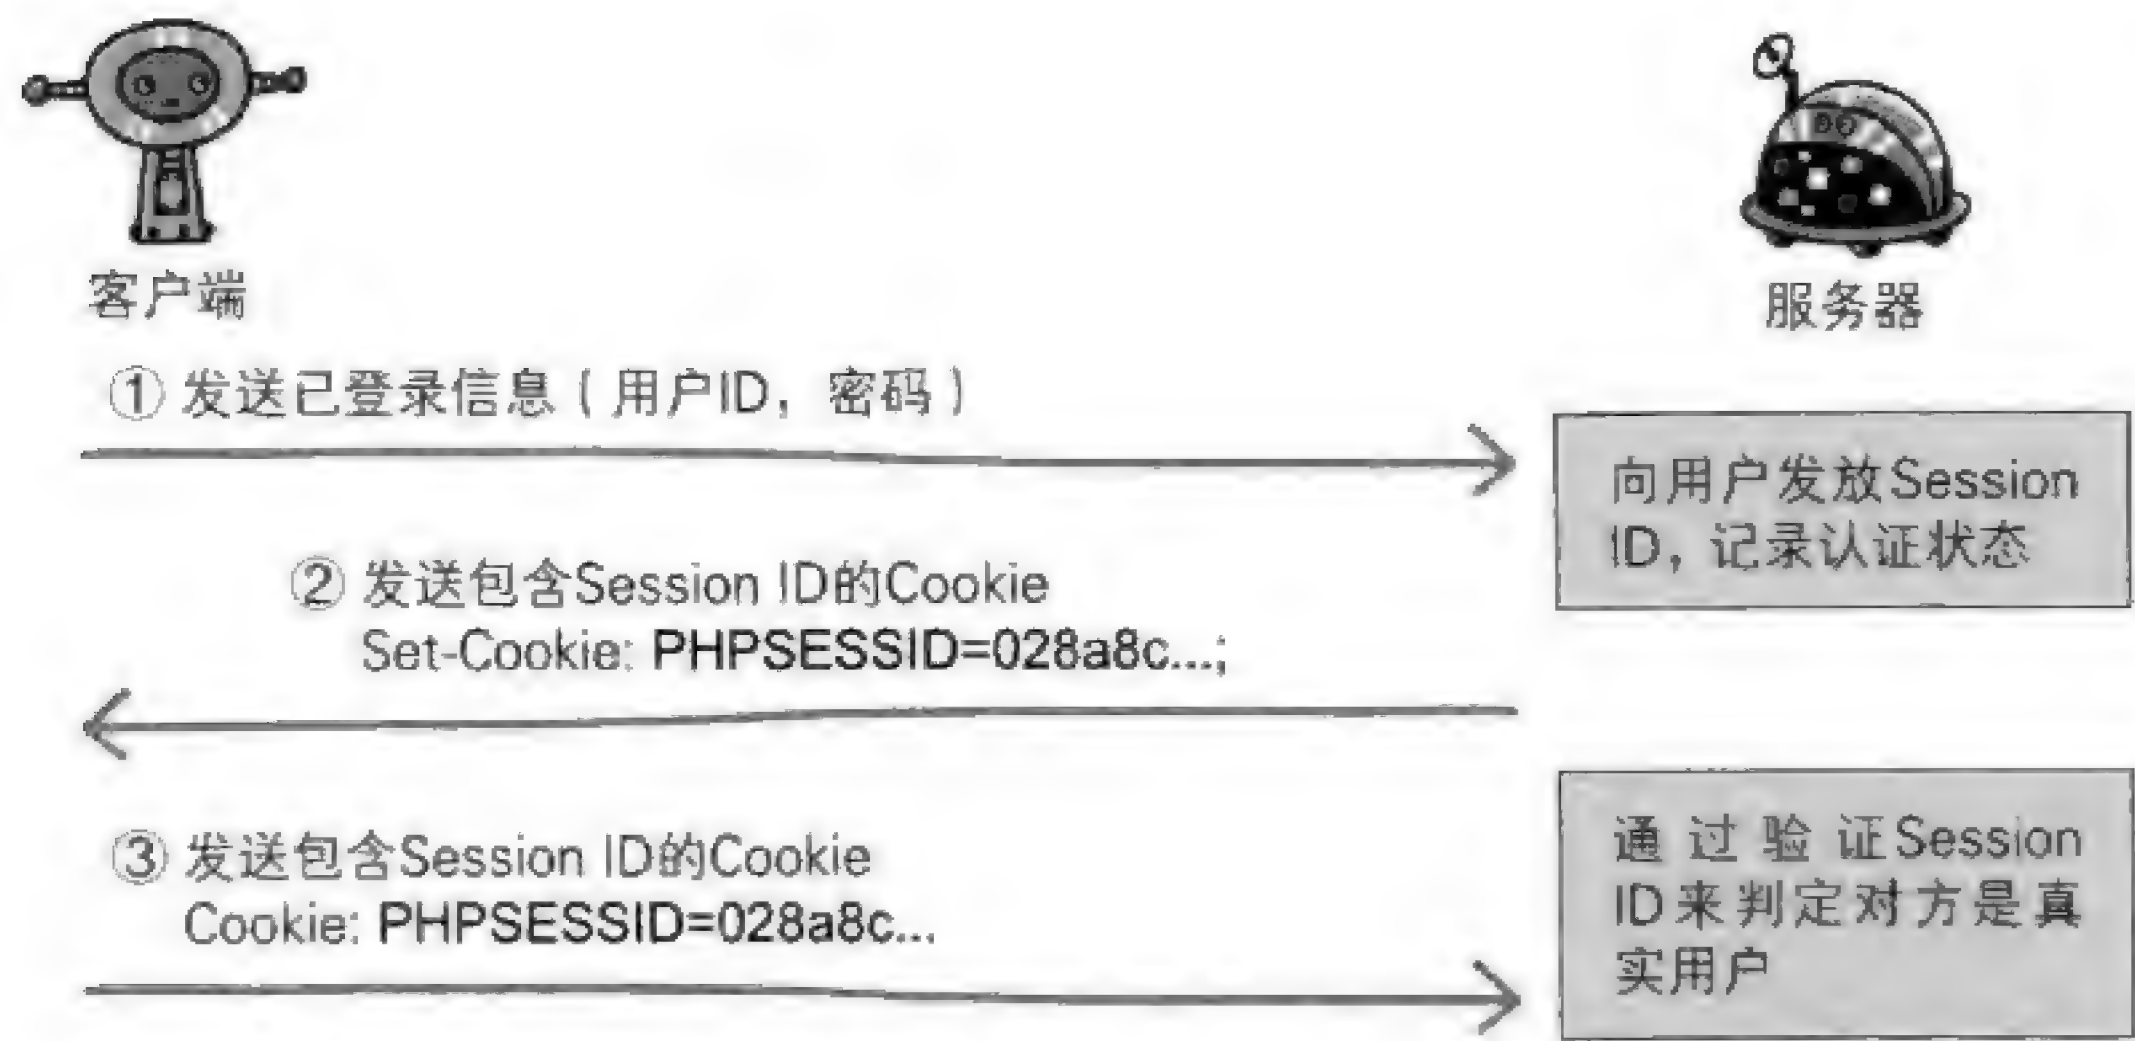 客户端
服务器
① 发送已登录信息（用户ID，密码）
向用户发放Session
ID，记录认证状态
② 发送包含Session ID的Cookie
Set-Cookie: PHPSESSID=028a8c...;
③ 发送包含Session ID的Cookie
Cookie: PHPSESSID=028a8c...
通过验证Session
ID来判定对方是真
实用户